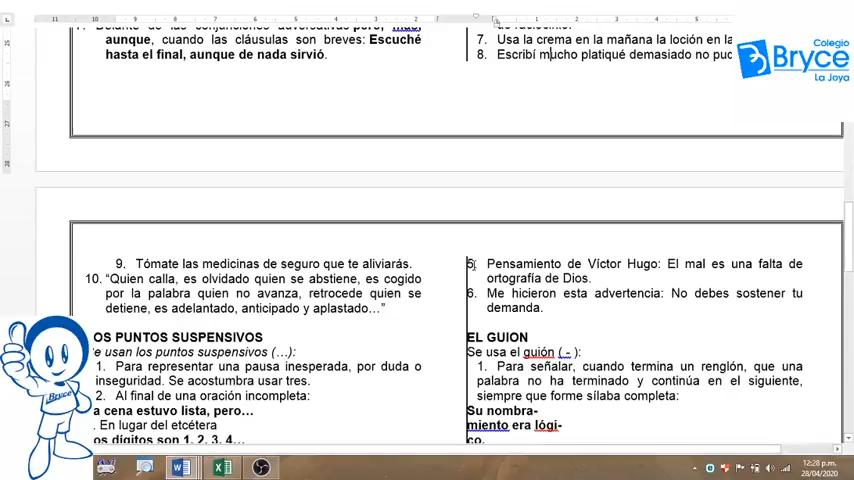 aunque, cuando las cláusulas son breves: Escuché
hasta el final, aunque de nada sirvió.
7. Usa la crema en la mañana la loción en la
8. Escribí mucho platiqué demasiado no pud
Colegio
Bryce
La Joya
9. Tómate las medicinas de seguro que te aliviarás.
10. “Quien calla, es olvidado quien se abstiene, es cogido
por la palabra quien no avanza, retrocede quien se
detiene, es adelantado, anticipado y aplastado…”
OS PUNTOS SUSPENSIVOS
e usan los puntos suspensivos (…):
1. Para representar una pausa inesperada, por duda o
inseguridad. Se acostumbra usar tres.
2. Al final de una oración incompleta:
a cena estuvo lista, pero…
. En lugar del etcétera
os dígitos son 1, 2, 3, 4…
5. Pensamiento de Víctor Hugo: El mal es una falta de
ortografía de Dios.
6. Me hicieron esta advertencia: No debes sostener tu
demanda.
EL GUION
Se usa el guión ( - ):
1. Para señalar, cuando termina un renglón, que una
palabra no ha terminado y continúa en el siguiente,
siempre que forme sílaba completa:
Su nombra-
miento era lógi-
co.
Bryce
12:28 p.m.
28/04/2020